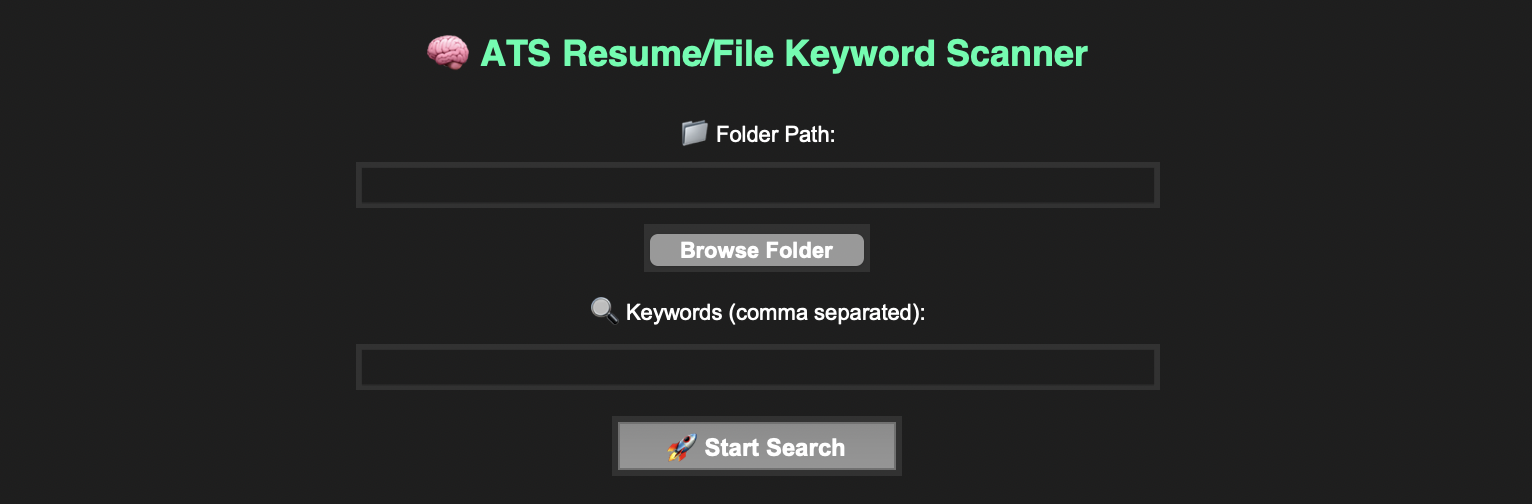 🧠 ATS Resume/File Keyword Scanner
📁 Folder Path:
Browse Folder
🔍 Keywords (comma separated):
🚀 Start Search